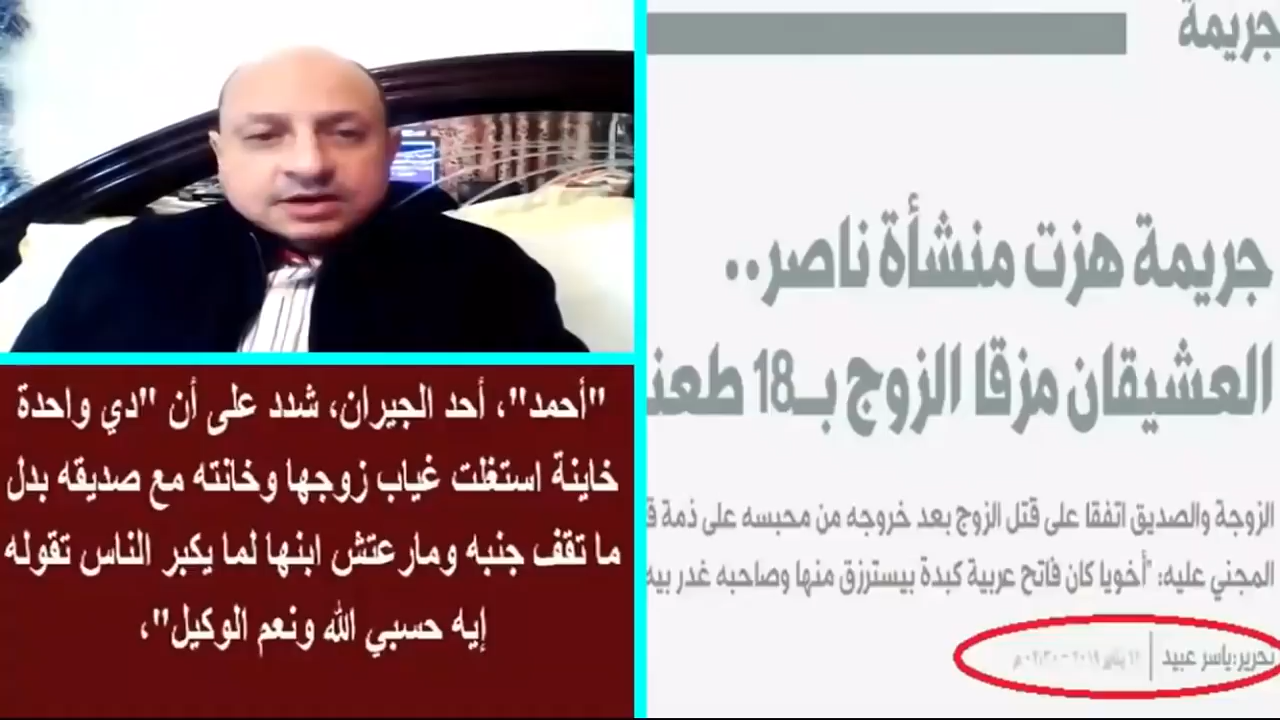 جريمة
جريمة هزت منشأة ناصر..
العشيقان مزقا الزوج بـ18
الزوجة والصديق اتفقا على قتل الزوج بعد خروجه من محبسه على ذمة
المجني عليه: "أخويا كان فاتح عربية كبدة بيسترزق منها وصاحبه غدر بيه
تحرير:ياسر عبيد
"أحمد"، أحد الجيران، شدد على أن "دي واحدة
خاينة استغلت غياب زوجها وخانته مع صديقه بدل
ما تقف جنبه ومارعتش ابنها لما يكبر الناس تقوله
إيه حسبي الله ونعم الوكيل"،